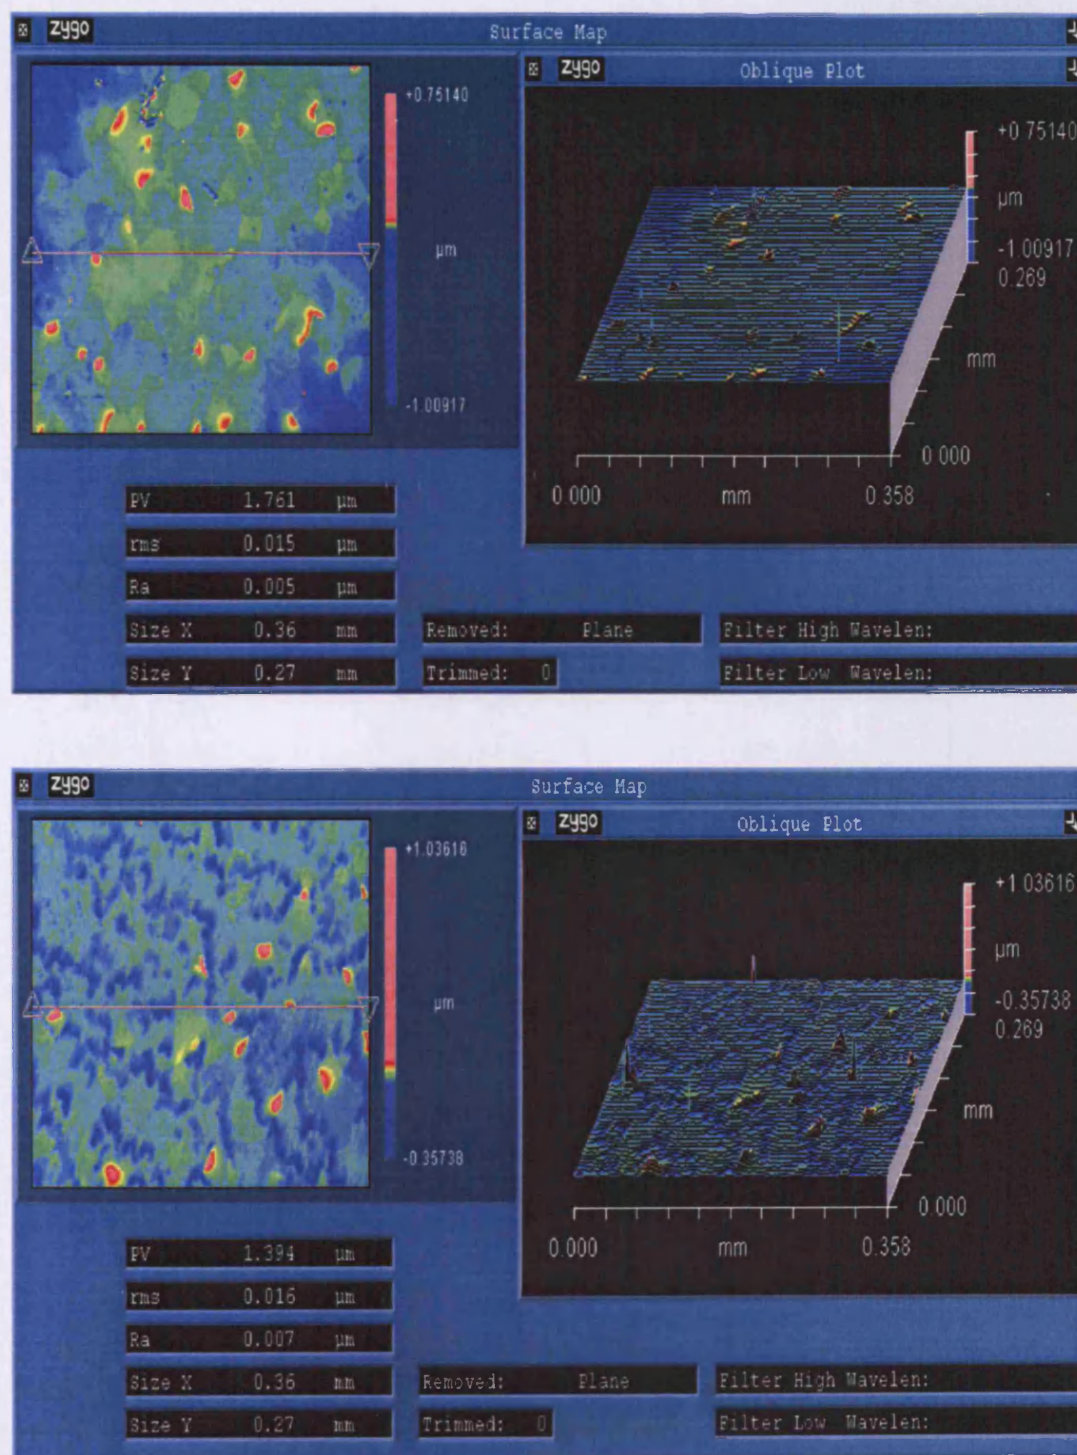 zygo Surface Map
+0.75140
µm
-1.00917
zygo Oblique Plot
+0 75140
µm
-1 00917
0.269
mm
0 000
0 000 mm 0.358
PV 1.761 µm
rms 0.015 µm
Ra 0.005 µm
Size X 0.36 mm
Size Y 0.27 mm
Removed: Plane
Trimmed: 0
Filter High Wavelen:
Filter Low Wavelen:
zygo Surface Map
+1.03616
µm
-0.35738
zygo Oblique Plot
+1 03616
µm
-0.35738
0.269
mm
0.000
0.000 mm 0.358
PV 1.394 µm
rms 0.016 µm
Ra 0.007 µm
Size X 0.36 mm
Size Y 0.27 mm
Removed: Plane
Trimmed: 0
Filter High Wavelen:
Filter Low Wavelen: